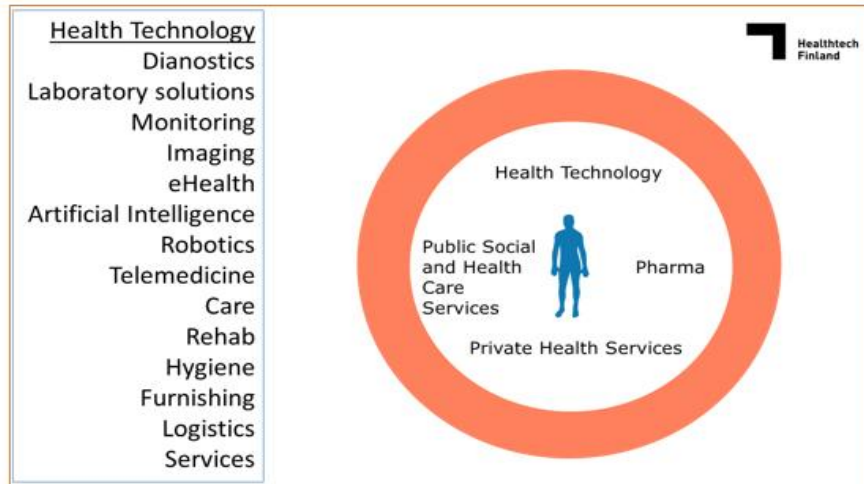 Health Technology
Dianostics
Laboratory solutions
Monitoring
Imaging
eHealth
Artificial Intelligence
Robotics
Telemedicine
Care
Rehab
Hygiene
Furnishing
Logistics
Services
Healthtech
Finland
Health Technology
Public Social
and Health
Care
Services
Pharma
Private Health Services